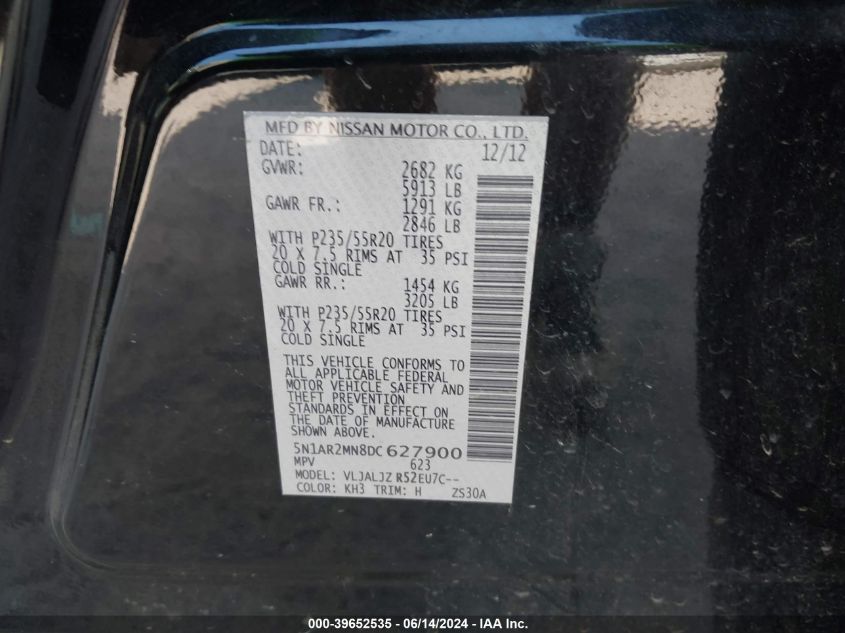 MFD BY NISSAN MOTOR CO., LTD.
DATE: 12/12
GVWR: 2682 KG
5913 LB
GAWR FR.: 1291 KG
2846 LB
WITH P235/55R20 TIRES
20 X 7.5 RIMS AT 35 PSI
COLD SINGLE
GAWR RR.: 1454 KG
3205 LB
WITH P235/55R20 TIRES
20 X 7.5 RIMS AT 35 PSI
COLD SINGLE
THIS VEHICLE CONFORMS TO
ALL APPLICABLE FEDERAL
MOTOR VEHICLE SAFETY AND
THEFT PREVENTION
STANDARDS IN EFFECT ON
THE DATE OF MANUFACTURE
SHOWN ABOVE.
5N1AR2MN8DC 627900
MPV 623
MODEL: VLJALJZ R52EU7C--
COLOR: KH3 TRIM: H ZS30A
000-39652535 - 06/14/2024 - IAA Inc.